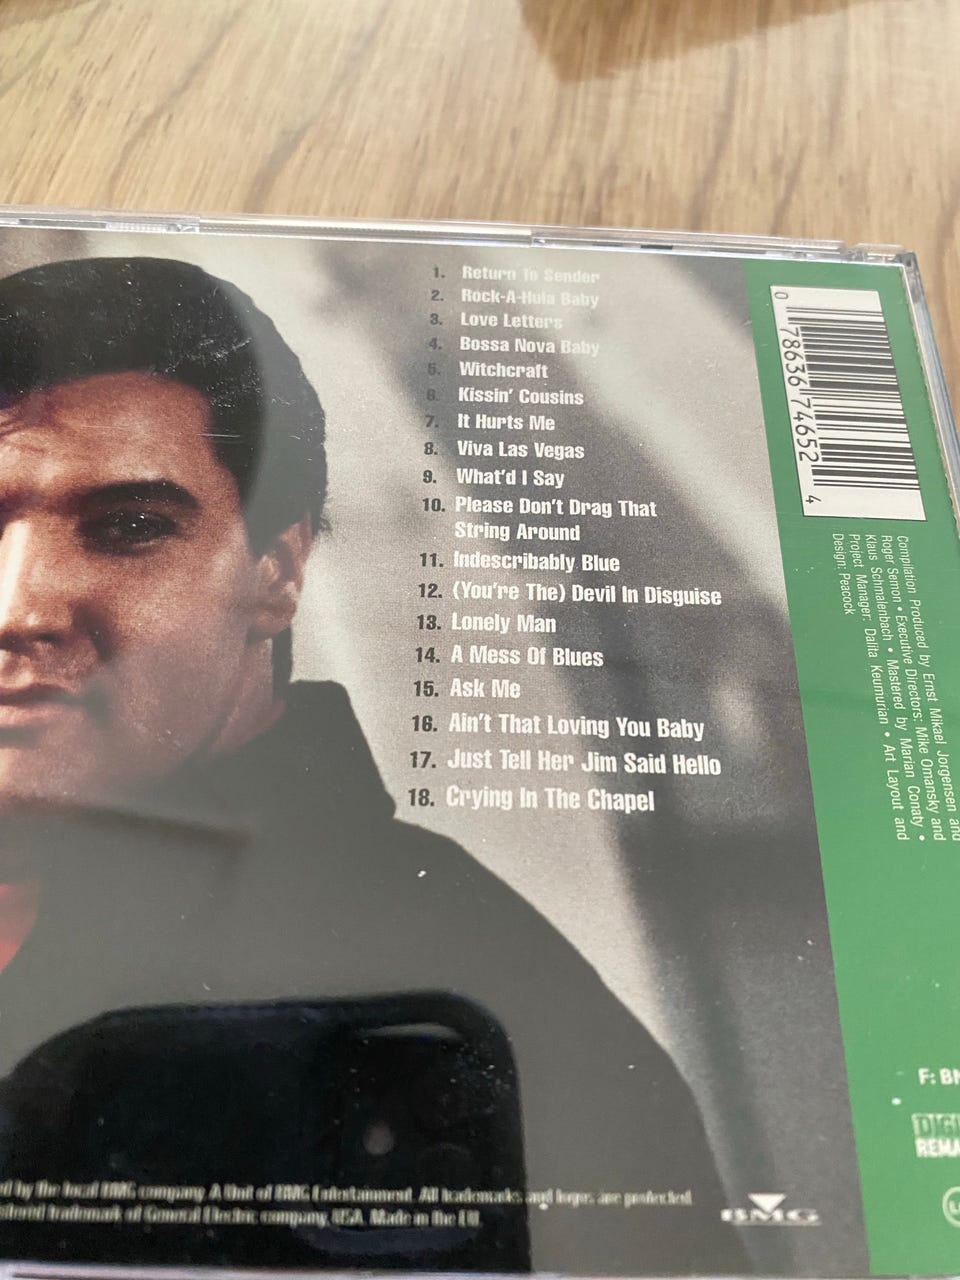 1. Return To Sender
2. Rock-A-Hula Baby
3. Love Letters
4. Bossa Nova Baby
5. Witchcraft
6. Kissin' Cousins
7. It Hurts Me
8. Viva Las Vegas
9. What'd I Say
10. Please Don't Drag That
String Around
11. Indescribably Blue
12. (You're The) Devil In Disguise
13. Lonely Man
14. A Mess Of Blues
15. Ask Me
16. Ain't That Loving You Baby
17. Just Tell Her Jim Said Hello
18. Crying In The Chapel
0 78636 74652 4
Compilation Produced by Ernst Mikael Jorgensen and
Roger Semon • Executive Directors: Mike Omansky and
Klaus Schmalenbach • Mastered by Marian Conaty •
Project Manager: Dalita Keumurian • Art Layout and
Design: Peacock
F: BM
DIGI
REMA
by the local BMG company. A Unit of BMG Entertainment. All trademarks and logos are protected.
trademark of General Electric company, USA. Made in the EU.
BMG